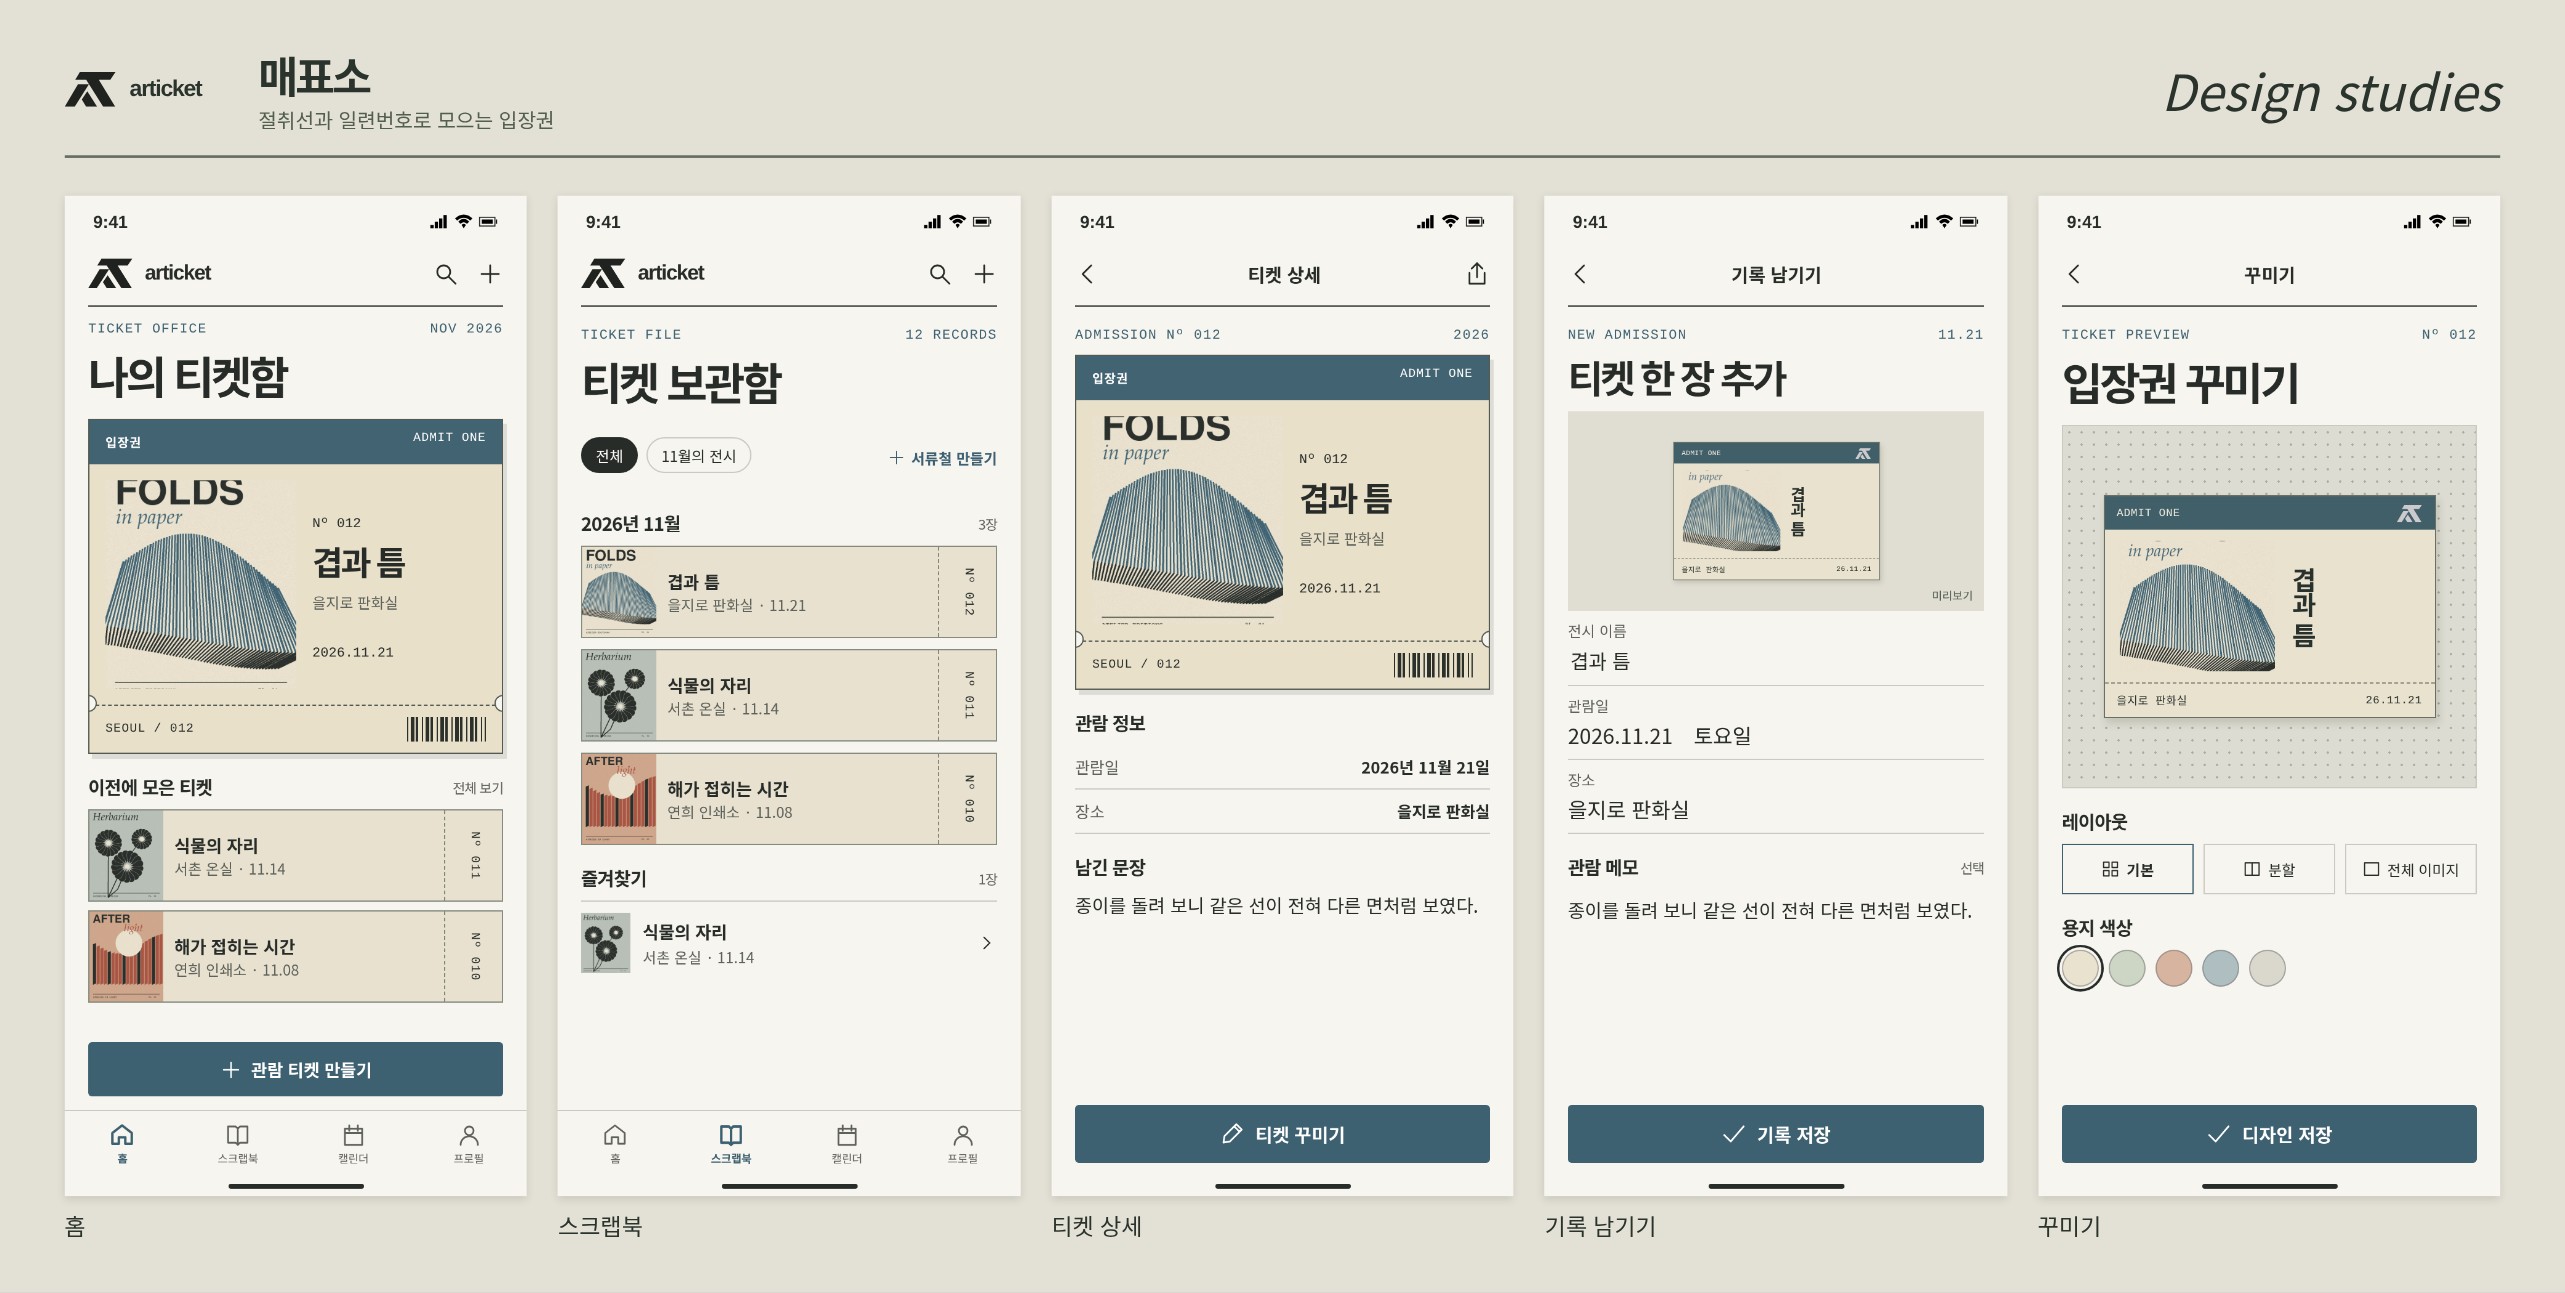 articket
매표소
절취선과 일련번호로 모으는 입장권
Design studies
9:41
articket
TICKET OFFICE
NOV 2026
나의 티켓함
입장권
ADMIT ONE
FOLDS
in paper
Nº 012
겹과 틈
을지로 판화실
2026.11.21
SEOUL / 012
이전에 모은 티켓
전체 보기
Herbarium
식물의 자리
서촌 온실 · 11.14
Nº 011
AFTER
light
해가 접히는 시간
연희 인쇄소 · 11.08
Nº 010
관람 티켓 만들기
홈
스크랩북
캘린더
프로필
홈
9:41
articket
TICKET FILE
12 RECORDS
티켓 보관함
전체
11월의 전시
서류철 만들기
2026년 11월
3장
FOLDS
in paper
겹과 틈
을지로 판화실 · 11.21
Nº 012
Herbarium
식물의 자리
서촌 온실 · 11.14
Nº 011
AFTER
light
해가 접히는 시간
연희 인쇄소 · 11.08
Nº 010
즐겨찾기
1장
Herbarium
식물의 자리
서촌 온실 · 11.14
홈
스크랩북
캘린더
프로필
스크랩북
9:41
티켓 상세
ADMISSION Nº 012
2026
입장권
ADMIT ONE
FOLDS
in paper
Nº 012
겹과 틈
을지로 판화실
2026.11.21
SEOUL / 012
관람 정보
관람일
2026년 11월 21일
장소
을지로 판화실
남긴 문장
종이를 돌려 보니 같은 선이 전혀 다른 면처럼 보였다.
티켓 꾸미기
티켓 상세
9:41
기록 남기기
NEW ADMISSION
11.21
티켓 한 장 추가
ADMIT ONE
in paper
겹과 틈
을지로 판화실
26.11.21
미리보기
전시 이름
겹과 틈
관람일
2026.11.21 토요일
장소
을지로 판화실
관람 메모
선택
종이를 돌려 보니 같은 선이 전혀 다른 면처럼 보였다.
기록 저장
기록 남기기
9:41
꾸미기
TICKET PREVIEW
Nº 012
입장권 꾸미기
ADMIT ONE
in paper
겹과 틈
을지로 판화실
26.11.21
레이아웃
기본
분할
전체 이미지
용지 색상
디자인 저장
꾸미기